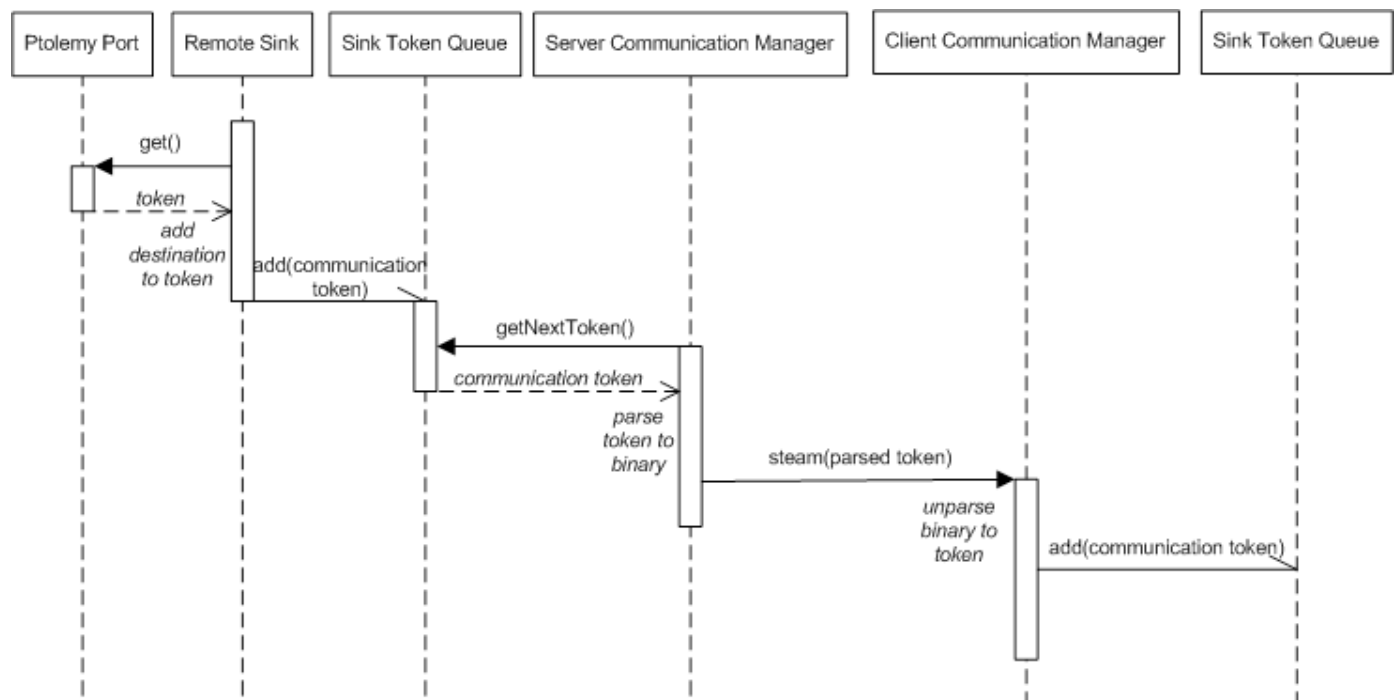 Ptolemy Port
Remote Sink
Sink Token Queue
Server Communication Manager
Client Communication Manager
Sink Token Queue
get()
token
add
destination
to token
add(communication
token)
getNextToken()
communication token
parse
token to
binary
steam(parsed token)
unparse
binary to
token
add(communication token)